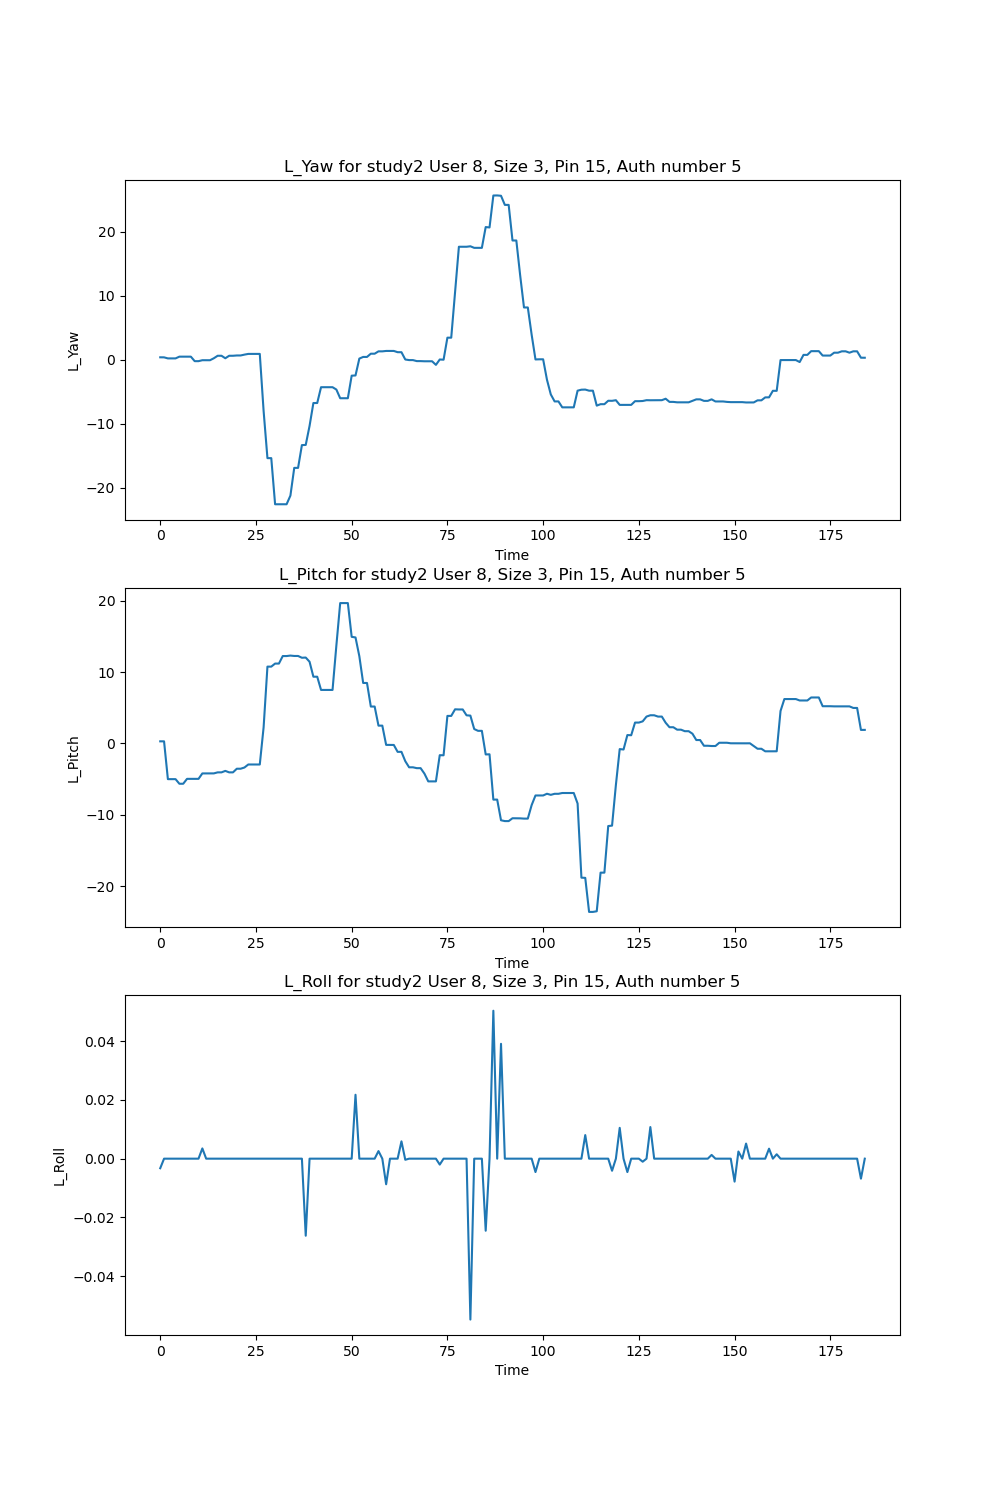 L_Yaw for study2 User 8, Size 3, Pin 15, Auth number 5
20
10
0
−10
−20
L_Yaw
0 25 50 75 100 125 150 175
Time
L_Pitch for study2 User 8, Size 3, Pin 15, Auth number 5
20
10
0
−10
−20
L_Pitch
0 25 50 75 100 125 150 175
Time
L_Roll for study2 User 8, Size 3, Pin 15, Auth number 5
0.04
0.02
0.00
−0.02
−0.04
L_Roll
0 25 50 75 100 125 150 175
Time